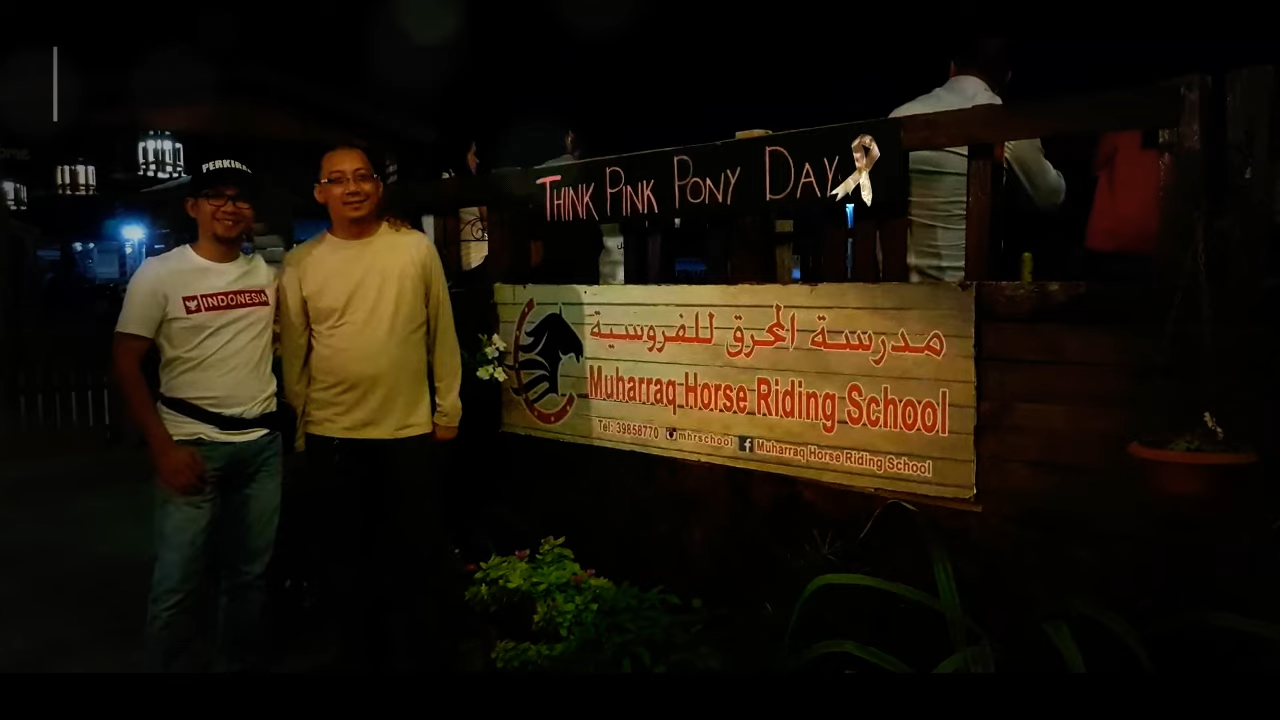 PERKIRA
INDONESIA
THINK PINK PONY DAY
مدرسة المحرق للفروسية
Muharraq Horse Riding School
Tel: 39858770 mhrschool Muharraq Horse Riding School